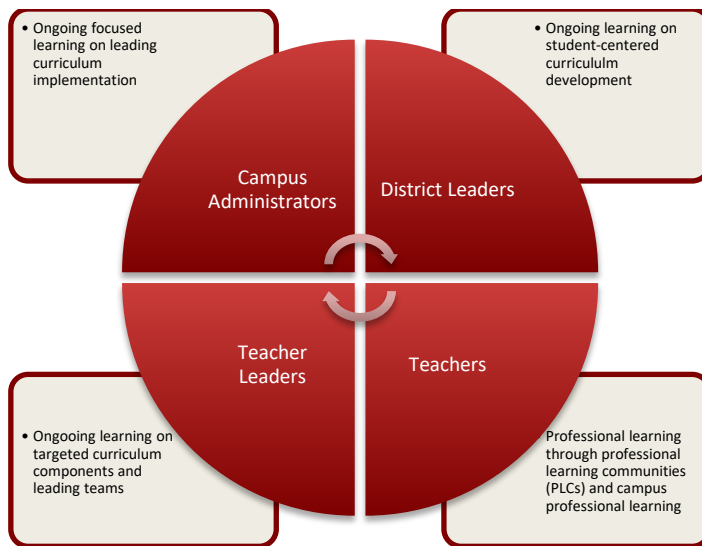 • Ongoing focused
learning on leading
curriculum
implementation
• Ongoing learning on
student-centered
curricululm
development
Campus
Administrators
District Leaders
Teacher
Leaders
Teachers
• Ongooing learning on
targeted curriculum
components and
leading teams
Professional learning
through professional
learning communities
(PLCs) and campus
professional learning